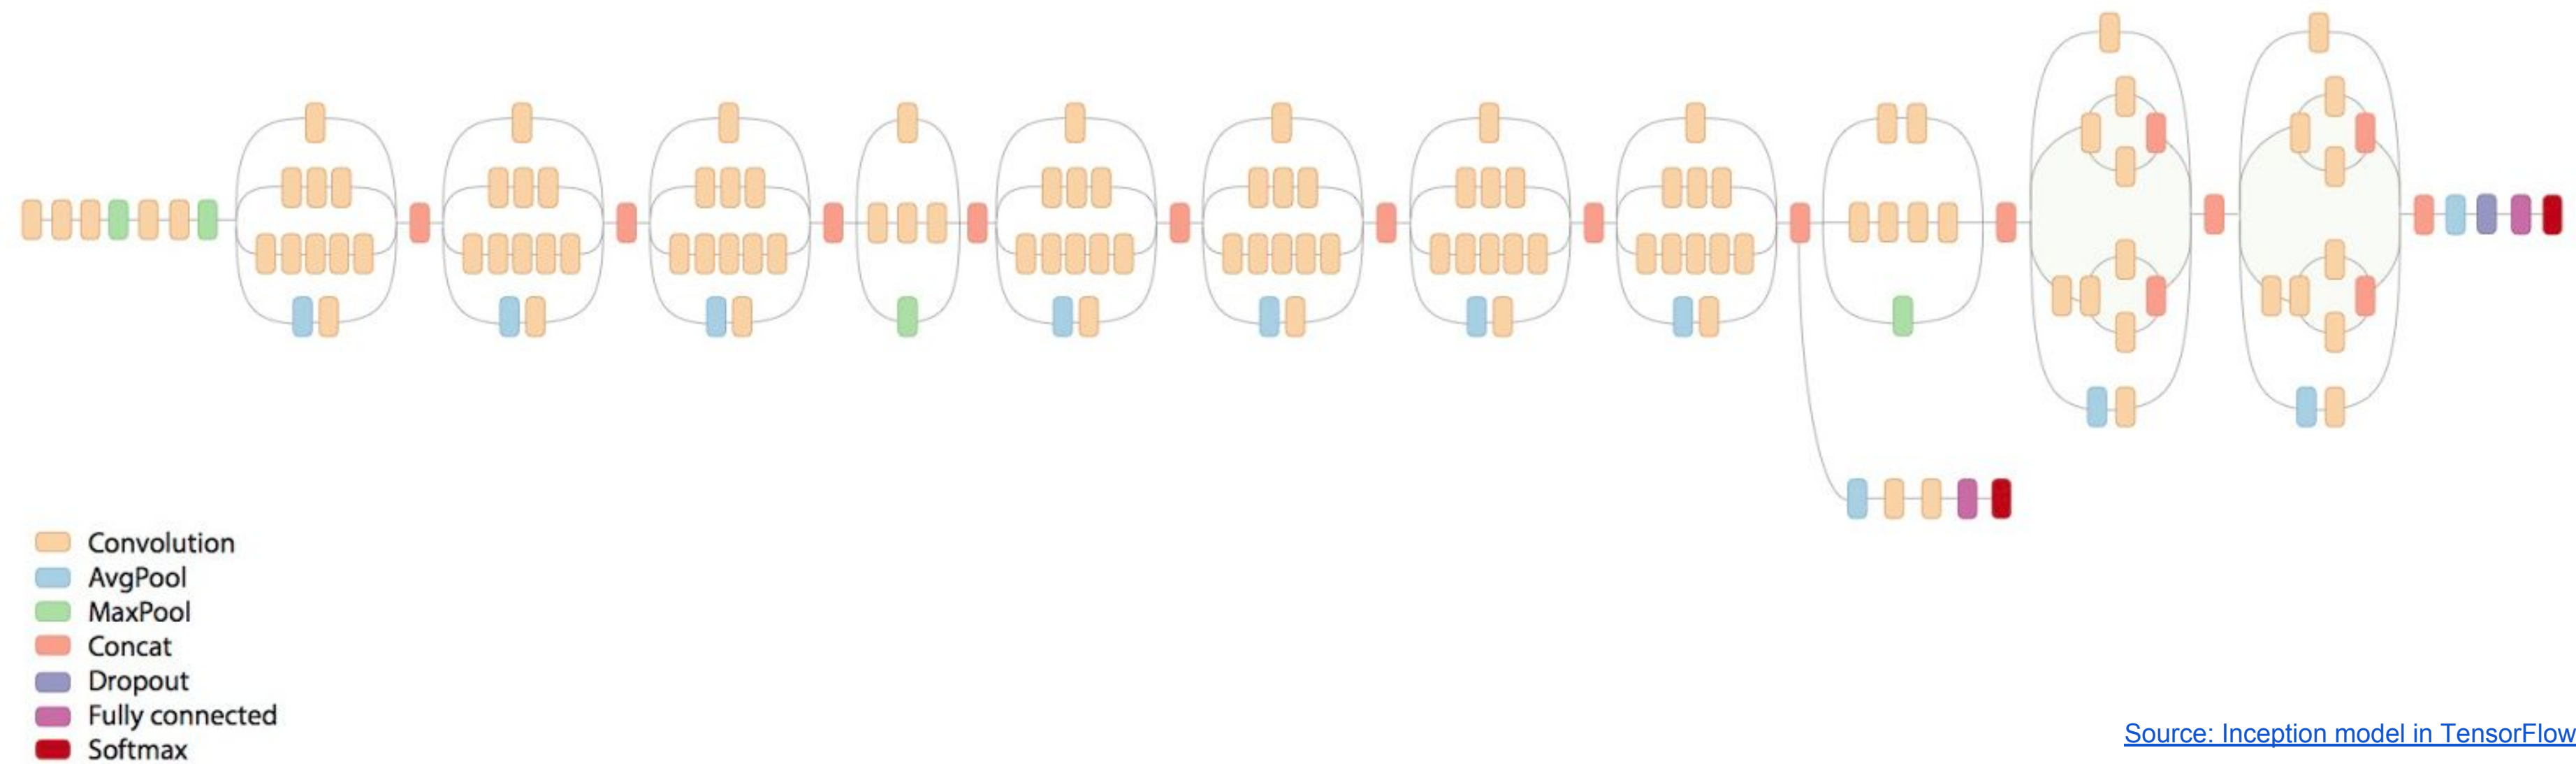 Convolution
AvgPool
MaxPool
Concat
Dropout
Fully connected
Softmax
Source: Inception model in TensorFlow